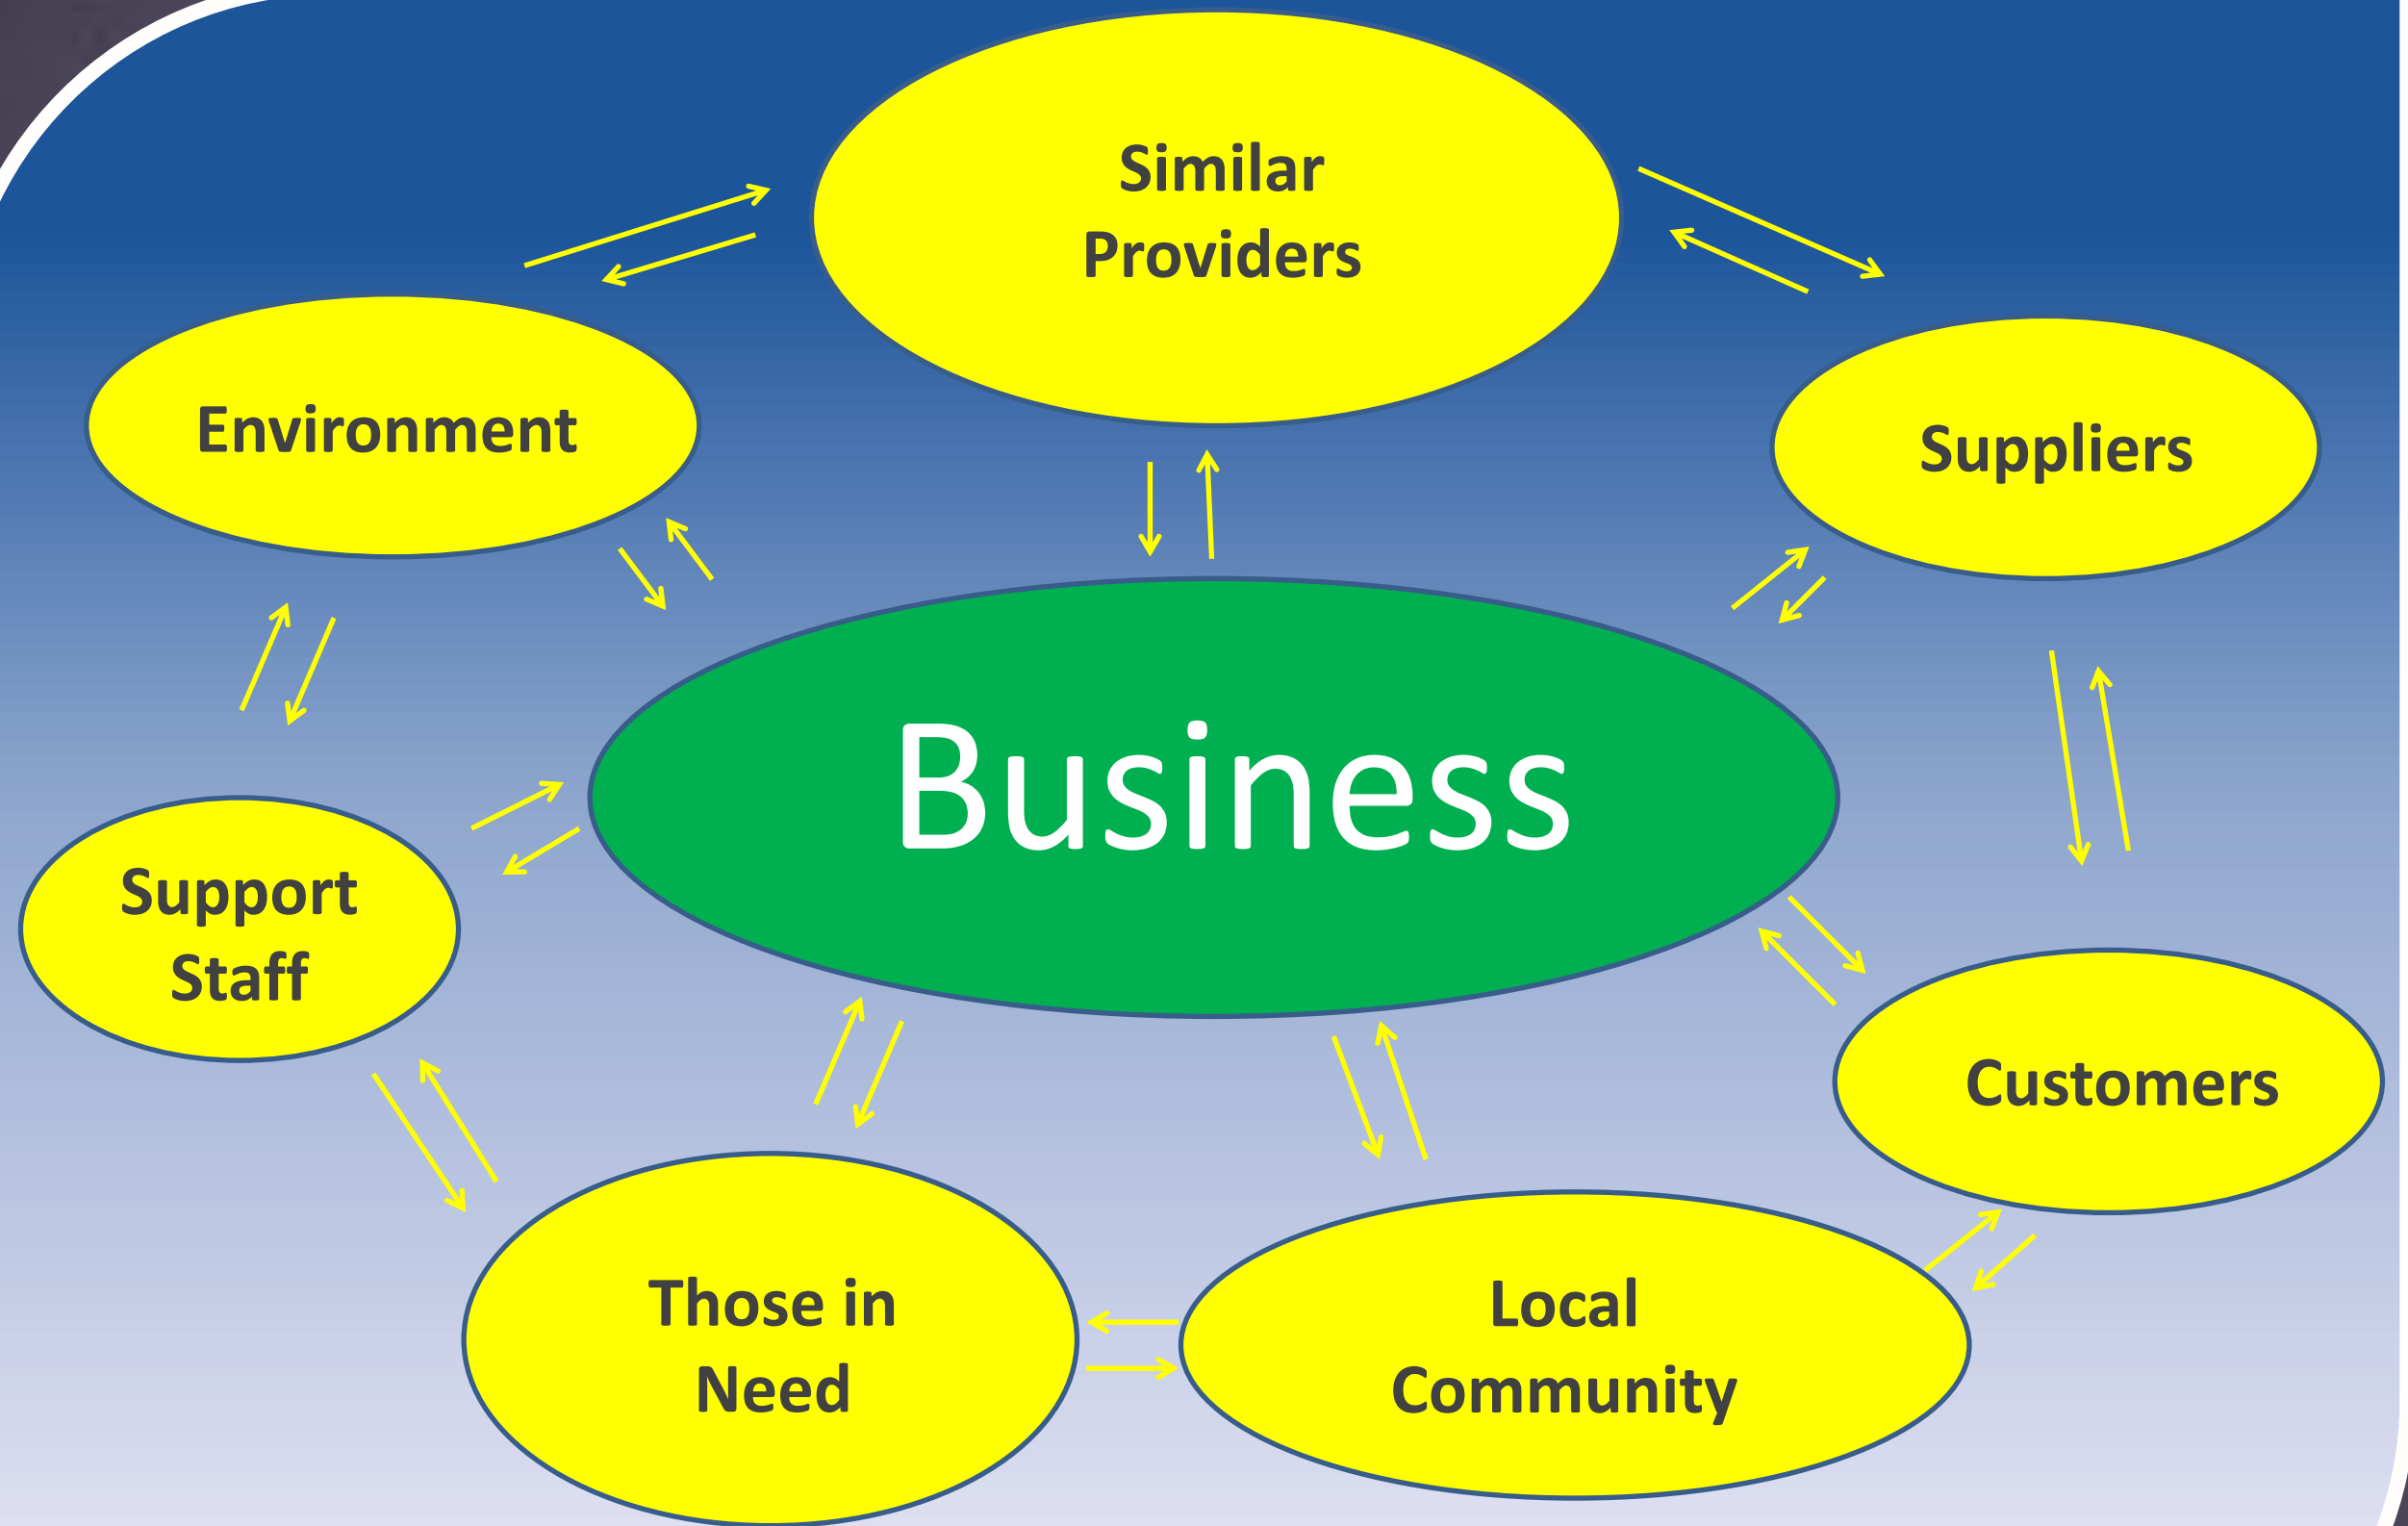 Similar
Providers
Environment
Suppliers
Business
Support
Staff
Customers
Those in
Need
Local
Community